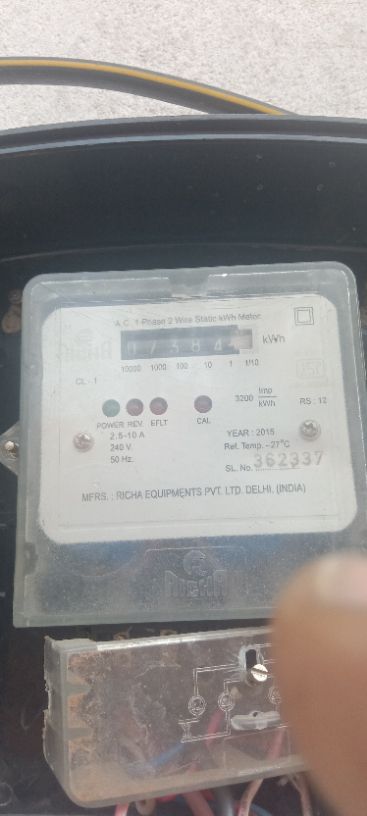 A.C. 1-Phase 2 Wire Static kWh Meter
07384
kWh
10000 1000 100 10 1 1/10
CL - 1
3200 Imp/kWh
RS : 12
POWER REV. EFLT CAL
2.5-10 A
240 V.
50 Hz.
YEAR : 2015
Ref. Temp. -27°C
SL. No. 362337
MFRS. : RICHA EQUIPMENTS PVT. LTD. DELHI. (INDIA)
RICHA